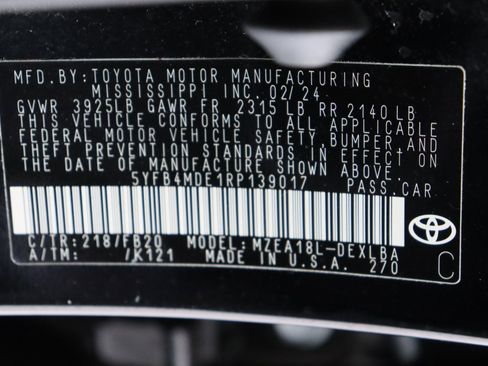 MFD.BY:TOYOTA MOTOR MANUFACTURING
MISSISSIPPI INC. 02/24
GVWR 3925LB GAWR FR 2315 LB RR 2140 LB
THIS VEHICLE CONFORMS TO ALL APPLICABLE
FEDERAL MOTOR VEHICLE SAFETY, BUMPER, AND
THEFT PREVENTION STANDARDS IN EFFECT ON
THE DATE OF MANUFACTURE SHOWN ABOVE.
5YFB4MDE1RP139017 PASS.CAR
C/TR: 2187/FB20 MODEL: MZEA18L-DEXLBA
A/TM: /K121 MADE IN U.S.A. 270
C